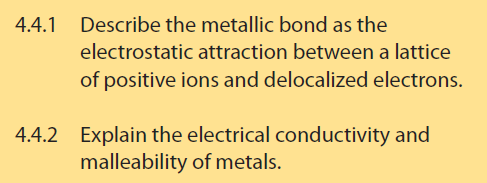 4.4.1 Describe the metallic bond as the
electrostatic attraction between a lattice
of positive ions and delocalized electrons.
4.4.2 Explain the electrical conductivity and
malleability of metals.